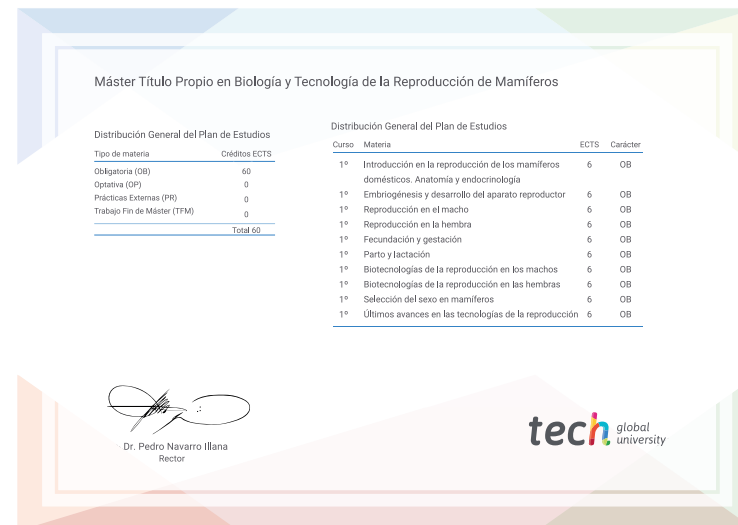 Máster Título Propio en Biología y Tecnología de la Reproducción de Mamíferos
Distribución General del Plan de Estudios
Tipo de materia Créditos ECTS
Obligatoria (OB) 60
Optativa (OP) 0
Prácticas Externas (PR) 0
Trabajo Fin de Máster (TFM) 0
Total 60
Distribución General del Plan de Estudios
Curso Materia ECTS Carácter
1º Introducción en la reproducción de los mamíferos 6 OB
domésticos. Anatomía y endocrinología
1º Embriogénesis y desarrollo del aparato reproductor 6 OB
1º Reproducción en el macho 6 OB
1º Reproducción en la hembra 6 OB
1º Fecundación y gestación 6 OB
1º Parto y lactación 6 OB
1º Biotecnologías de la reproducción en los machos 6 OB
1º Biotecnologías de la reproducción en las hembras 6 OB
1º Selección del sexo en mamíferos 6 OB
1º Últimos avances en las tecnologías de la reproducción 6 OB
Dr. Pedro Navarro Illana
Rector
tech global
university